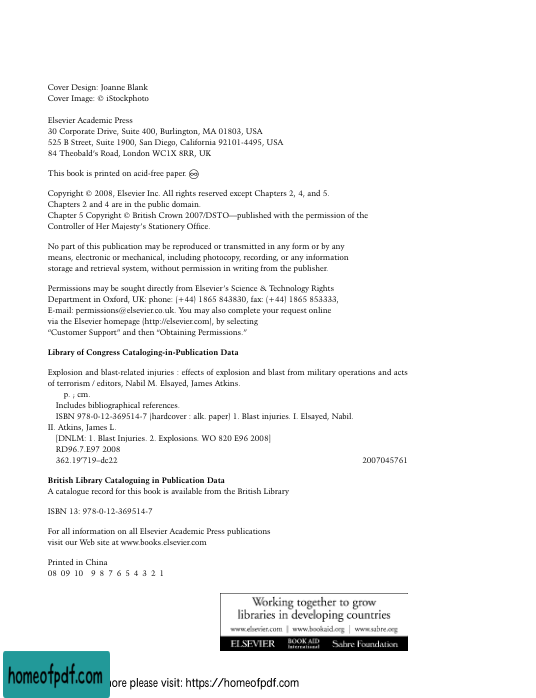 Cover Design: Joanne Blank
Cover Image: © iStockphoto
Elsevier Academic Press
30 Corporate Drive, Suite 400, Burlington, MA 01803, USA
525 B Street, Suite 1900, San Diego, California 92101-4495, USA
84 Theobald's Road, London WC1X 8RR, UK
This book is printed on acid-free paper. ♾
Copyright © 2008, Elsevier Inc. All rights reserved except Chapters 2, 4, and 5.
Chapters 2 and 4 are in the public domain.
Chapter 5 Copyright © British Crown 2007/DSTO—published with the permission of the
Controller of Her Majesty's Stationery Office.
No part of this publication may be reproduced or transmitted in any form or by any
means, electronic or mechanical, including photocopy, recording, or any information
storage and retrieval system, without permission in writing from the publisher.
Permissions may be sought directly from Elsevier's Science & Technology Rights
Department in Oxford, UK: phone: (+44) 1865 843830, fax: (+44) 1865 853333,
E-mail: permissions@elsevier.co.uk. You may also complete your request online
via the Elsevier homepage (http://elsevier.com), by selecting
"Customer Support" and then "Obtaining Permissions."
Library of Congress Cataloging-in-Publication Data
Explosion and blast-related injuries : effects of explosion and blast from military operations and acts
of terrorism / editors, Nabil M. Elsayed, James Atkins.
p. ; cm.
Includes bibliographical references.
ISBN 978-0-12-369514-7 (hardcover : alk. paper) 1. Blast injuries. I. Elsayed, Nabil.
II. Atkins, James L.
[DNLM: 1. Blast Injuries. 2. Explosions. WO 820 E96 2008]
RD96.7.E97 2008
362.19'719–dc22 2007045761
British Library Cataloguing in Publication Data
A catalogue record for this book is available from the British Library
ISBN 13: 978-0-12-369514-7
For all information on all Elsevier Academic Press publications
visit our Web site at www.books.elsevier.com
Printed in China
08 09 10 9 8 7 6 5 4 3 2 1
Working together to grow
libraries in developing countries
www.elsevier.com | www.bookaid.org | www.sabre.org
ELSEVIER BOOK AID International Sabre Foundation
homeofpdf.com
more please visit: https://homeofpdf.com